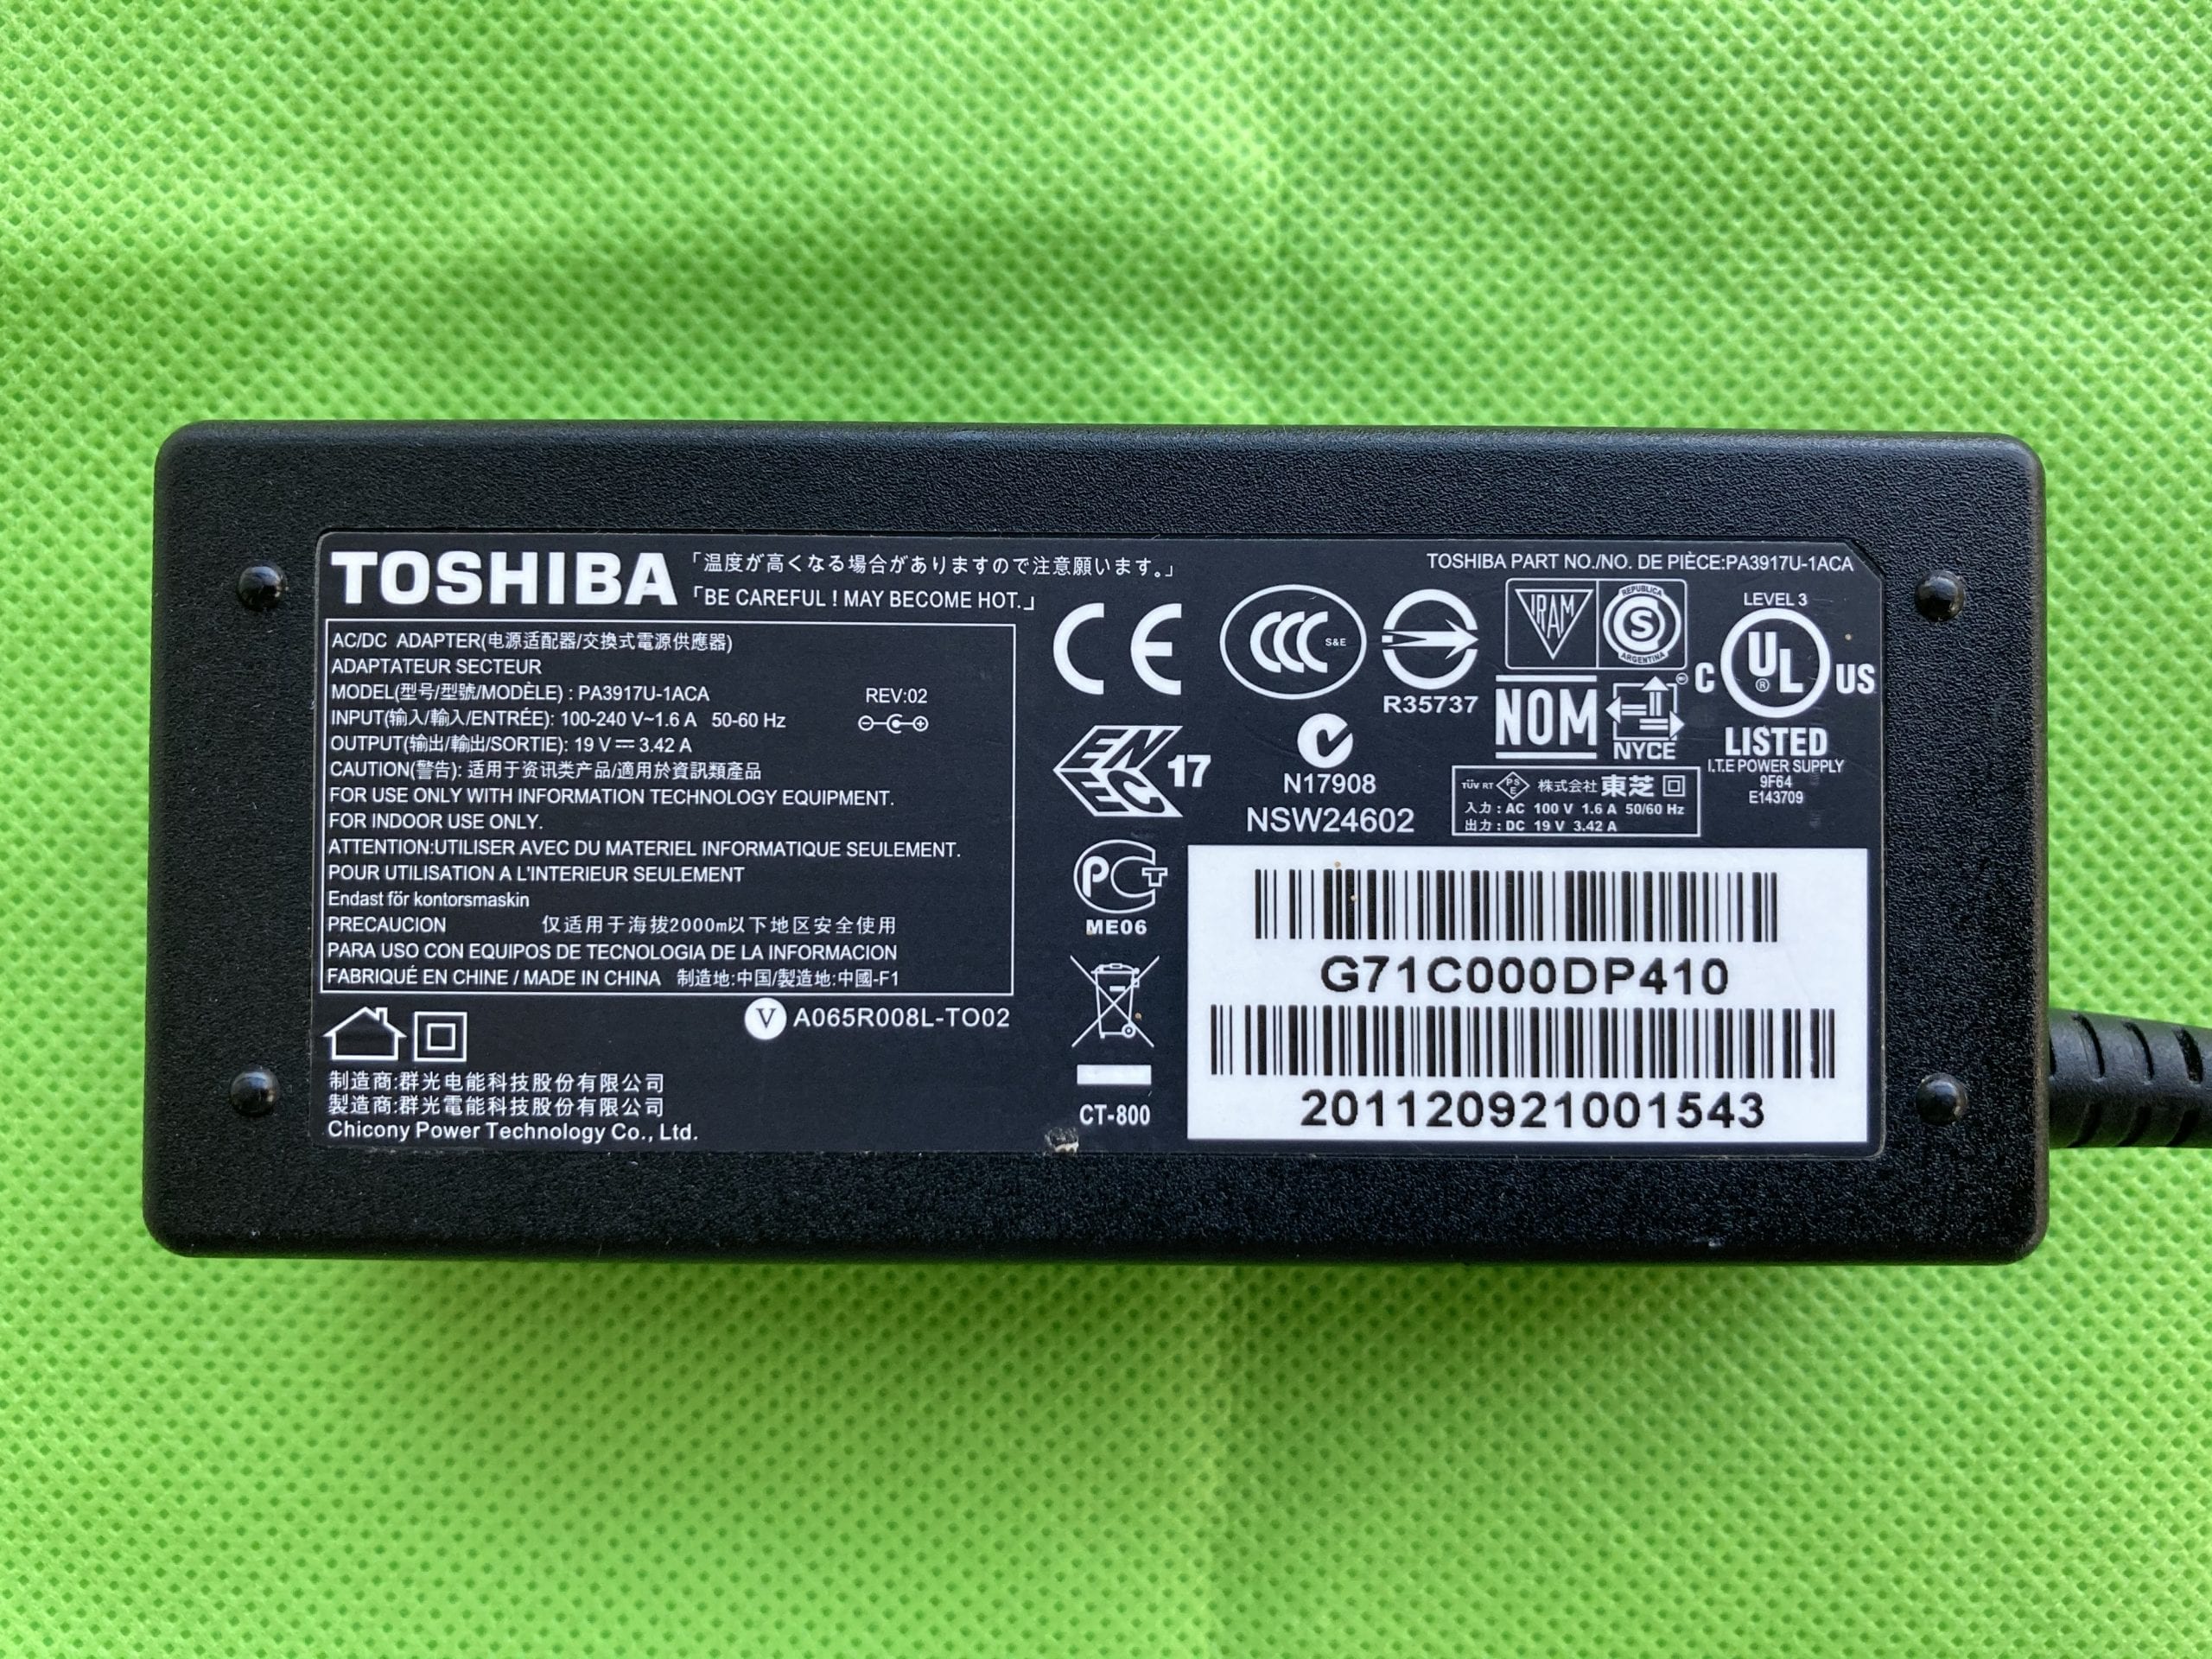 TOSHIBA
「温度が高くなる場合がありますので注意願います。」
「BE CAREFUL ! MAY BECOME HOT.」
AC/DC ADAPTER(电源适配器/交換式電源供應器)
ADAPTATEUR SECTEUR
MODEL(型号/型號/MODÈLE) : PA3917U-1ACA
REV:02
INPUT(输入/輸入/ENTRÉE): 100-240 V~1.6 A 50-60 Hz
OUTPUT(输出/輸出/SORTIE): 19 V ⎓ 3.42 A
CAUTION(警告): 适用于资讯类产品/適用於資訊類產品
FOR USE ONLY WITH INFORMATION TECHNOLOGY EQUIPMENT.
FOR INDOOR USE ONLY.
ATTENTION:UTILISER AVEC DU MATERIEL INFORMATIQUE SEULEMENT.
POUR UTILISATION A L'INTERIEUR SEULEMENT
Endast för kontorsmaskin
PRECAUCION 仅适用于海拔2000m以下地区安全使用
PARA USO CON EQUIPOS DE TECNOLOGIA DE LA INFORMACION
FABRIQUÉ EN CHINE / MADE IN CHINA 制造地:中国/製造地:中國-F1
V A065R008L-TO02
制造商:群光电能科技股份有限公司
製造商:群光電能科技股份有限公司
Chicony Power Technology Co., Ltd.
TOSHIBA PART NO./NO. DE PIÈCE:PA3917U-1ACA
CE
CCC S&E
R35737
IRAM
REPUBLICA
S
ARGENTINA
LEVEL 3
C UL® US
LISTED
I.T.E POWER SUPPLY
9F64
E143709
NOM
NYCE
ENEC 17
N17908
NSW24602
TÜV RT PSE 株式会社 東芝
入力 : AC 100 V 1.6 A 50/60 Hz
出力 : DC 19 V 3.42 A
PCT
ME06
CT-800
G71C000DP410
201120921001543